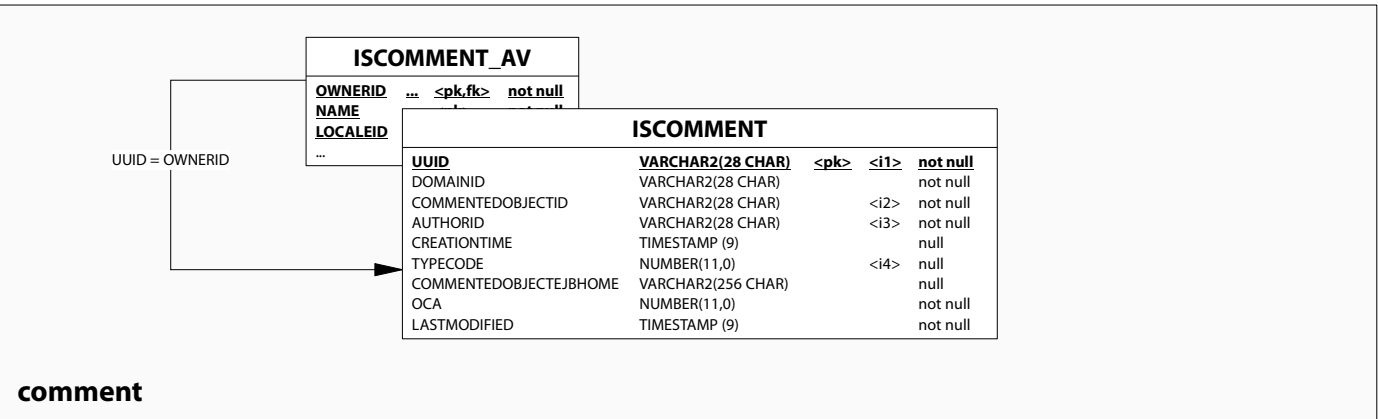 ISCOMMENT_AV
OWNERID ... <pk,fk> not null
NAME
LOCALEID
...
UUID = OWNERID
ISCOMMENT
UUID VARCHAR2(28 CHAR) <pk> <i1> not null
DOMAINID VARCHAR2(28 CHAR) not null
COMMENTEDOBJECTID VARCHAR2(28 CHAR) <i2> not null
AUTHORID VARCHAR2(28 CHAR) <i3> not null
CREATIONTIME TIMESTAMP (9) null
TYPECODE NUMBER(11,0) <i4> null
COMMENTEDOBJECTEJBHOME VARCHAR2(256 CHAR) null
OCA NUMBER(11,0) not null
LASTMODIFIED TIMESTAMP (9) not null
comment